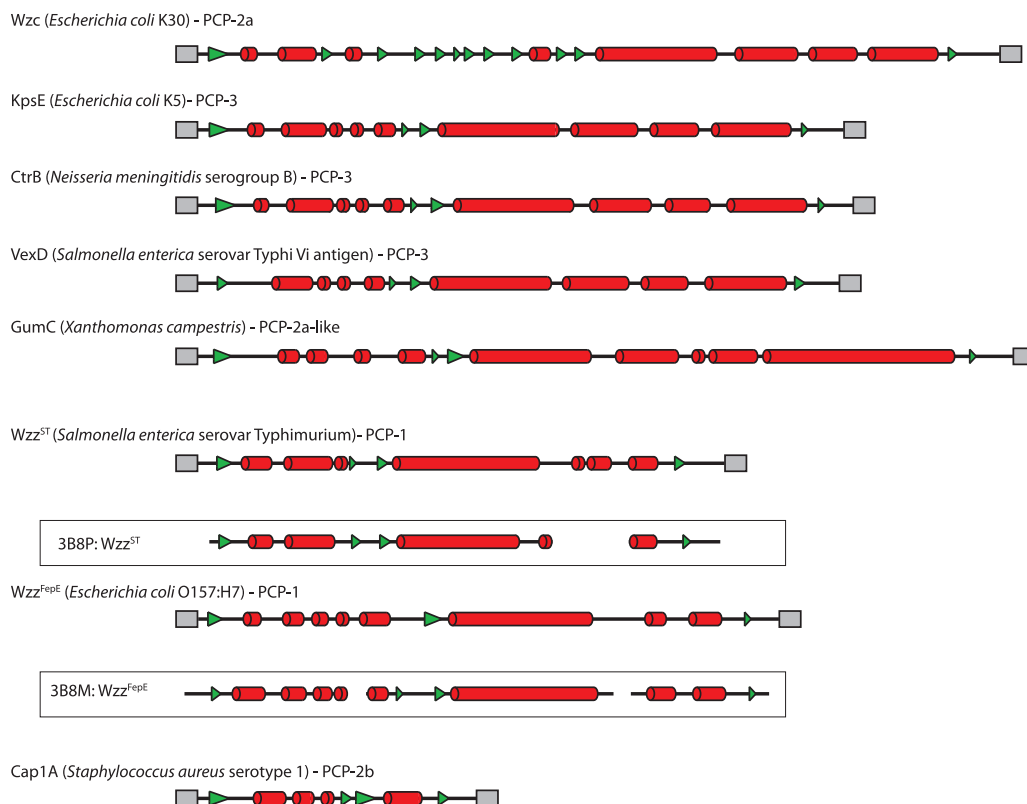 Wzc (Escherichia coli K30) - PCP-2a
KpsE (Escherichia coli K5)- PCP-3
CtrB (Neisseria meningitidis serogroup B) - PCP-3
VexD (Salmonella enterica serovar Typhi Vi antigen) - PCP-3
GumC (Xanthomonas campestris) - PCP-2a-like
Wzzᔆᵀ (Salmonella enterica serovar Typhimurium)- PCP-1
3B8P: Wzzᔆᵀ
WzzFepE (Escherichia coli O157:H7) - PCP-1
3B8M: WzzFepE
Cap1A (Staphylococcus aureus serotype 1) - PCP-2b